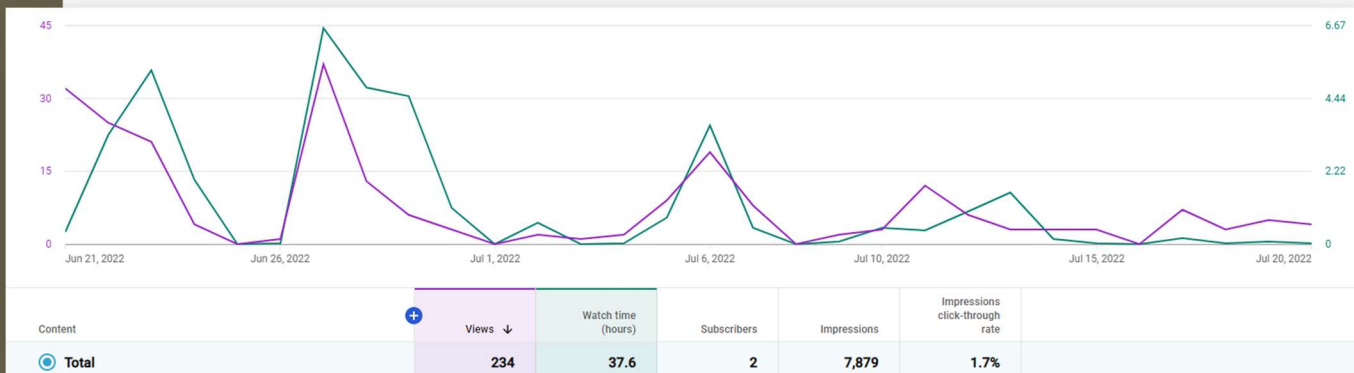 45 6.67
30 4.44
15 2.22
0 0
Jun 21, 2022 Jun 26, 2022 Jul 1, 2022 Jul 6, 2022 Jul 10, 2022 Jul 15, 2022 Jul 20, 2022
Content
Views ↓
Watch time
(hours)
Subscribers
Impressions
Impressions
click-through
rate
Total 234 37.6 2 7,879 1.7%